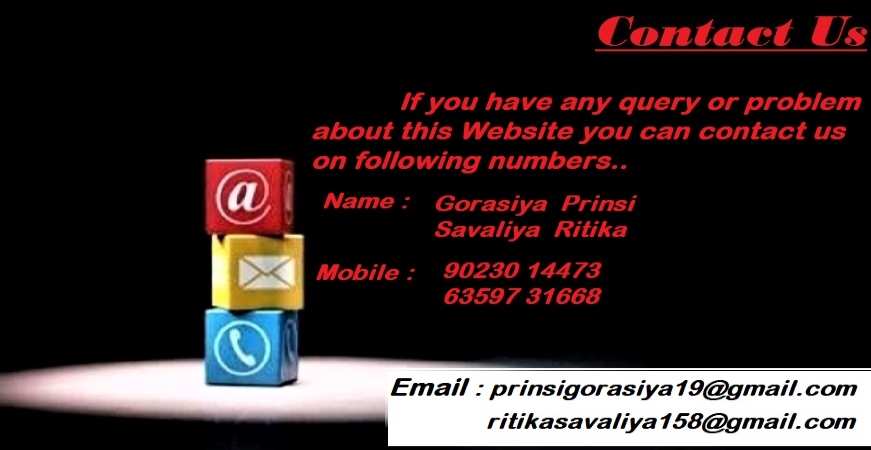 Contact Us
If you have any query or problem
about this Website you can contact us
on following numbers..
Name : Gorasiya Prinsi
Savaliya Ritika
Mobile : 90230 14473
63597 31668
Email : prinsigorasiya19@gmail.com
ritikasavaliya158@gmail.com
@